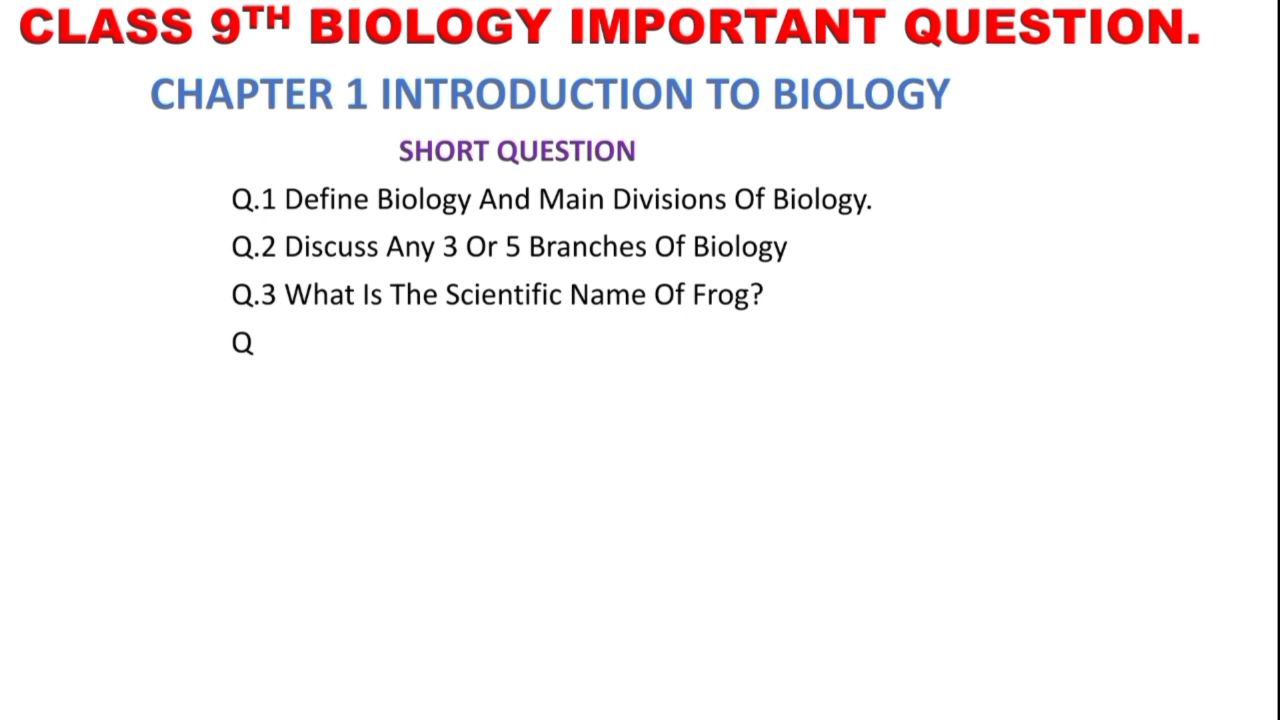 CLASS 9TH BIOLOGY IMPORTANT QUESTION.
CHAPTER 1 INTRODUCTION TO BIOLOGY
SHORT QUESTION
Q.1 Define Biology And Main Divisions Of Biology.
Q.2 Discuss Any 3 Or 5 Branches Of Biology
Q.3 What Is The Scientific Name Of Frog?
Q